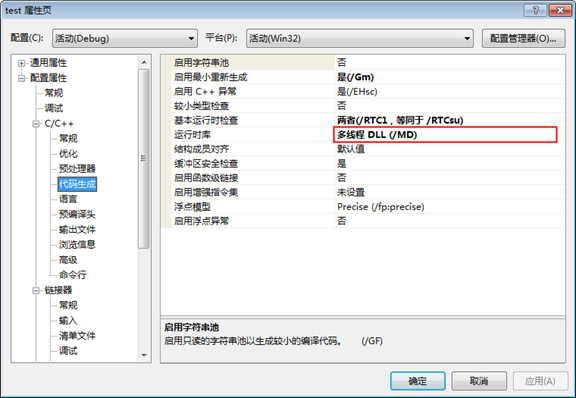 test 属性页
配置(C): 活动(Debug) 平台(P): 活动(Win32) 配置管理器(O)...
通用属性
配置属性
常规
调试
C/C++
常规
优化
预处理器
代码生成
语言
预编译头
输出文件
浏览信息
高级
命令行
链接器
常规
输入
清单文件
调试
启用字符串池 否
启用最小重新生成 是(/Gm)
启用 C++ 异常 是(/EHsc)
较小类型检查 否
基本运行时检查 两者(/RTC1，等同于 /RTCsu)
运行时库 多线程 DLL (/MD)
结构成员对齐 默认值
缓冲区安全检查 是
启用函数级链接 否
启用增强指令集 未设置
浮点模型 Precise (/fp:precise)
启用浮点异常 否
启用字符串池
启用只读的字符串池以生成较小的编译代码。 (/GF)
确定 取消 应用(A)